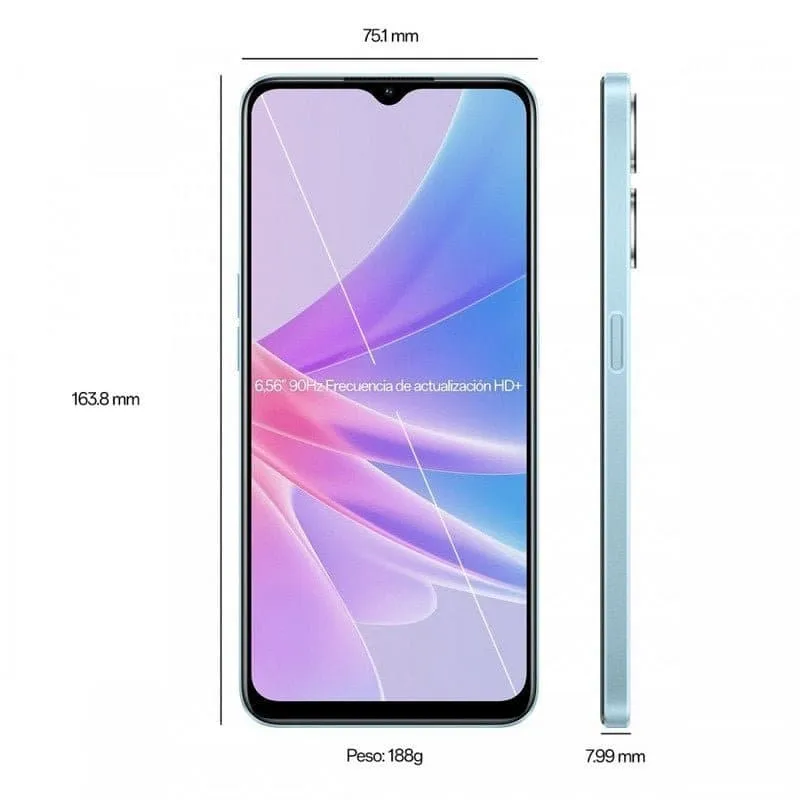 75.1 mm
163.8 mm
6,56" 90Hz Frecuencia de actualización HD+
Peso: 188g
7.99 mm